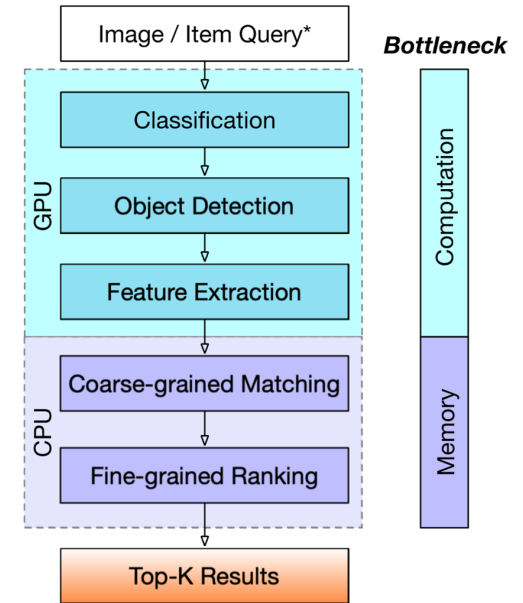 Image / Item Query*
Bottleneck
Classification
Object Detection
Feature Extraction
GPU
Computation
Coarse-grained Matching
Fine-grained Ranking
CPU
Memory
Top-K Results